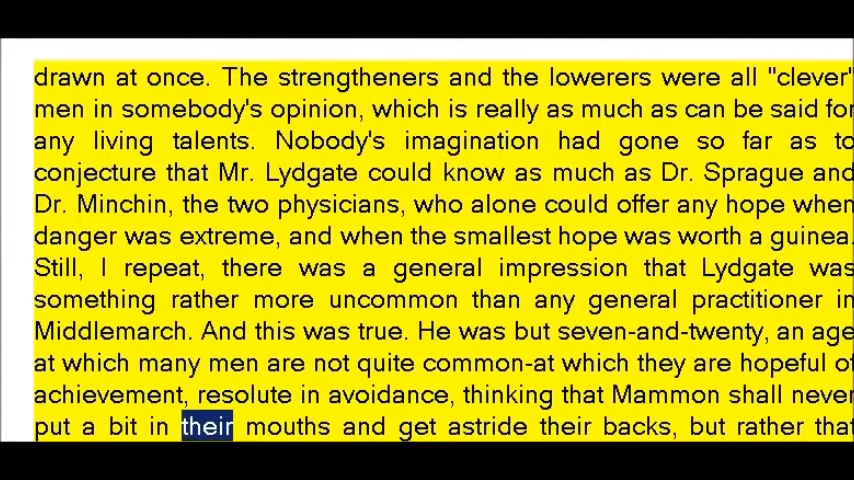 drawn at once. The strengtheners and the lowerers were all "clever"
men in somebody's opinion, which is really as much as can be said for
any living talents. Nobody's imagination had gone so far as to
conjecture that Mr. Lydgate could know as much as Dr. Sprague and
Dr. Minchin, the two physicians, who alone could offer any hope when
danger was extreme, and when the smallest hope was worth a guinea.
Still, I repeat, there was a general impression that Lydgate was
something rather more uncommon than any general practitioner in
Middlemarch. And this was true. He was but seven-and-twenty, an age
at which many men are not quite common-at which they are hopeful of
achievement, resolute in avoidance, thinking that Mammon shall never
put a bit in their mouths and get astride their backs, but rather that